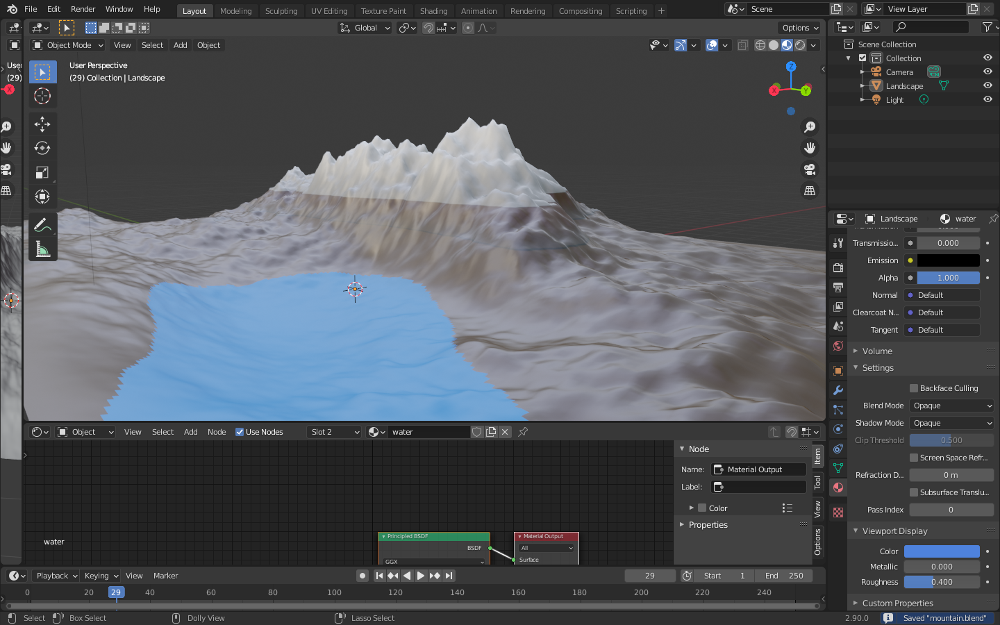 File Edit Render Window Help Layout Modeling Sculpting UV Editing Texture Paint Shading Animation Rendering Compositing Scripting + Scene View Layer
Global Options
Object Mode View Select Add Object
User Perspective
(29) Collection | Landscape
(29)
X
Z
X
Y
Scene Collection
Collection
Camera
Landscape
Light
Landscape water
Transmissio... 0.000
Emission
Alpha 1.000
Normal Default
Clearcoat N... Default
Tangent Default
Volume
Settings
Backface Culling
Blend Mode Opaque
Shadow Mode Opaque
Clip Threshold 0.500
Screen Space Refr...
Refraction D... 0 m
Subsurface Translu...
Pass Index 0
Viewport Display
Color
Metallic 0.000
Roughness 0.400
Custom Properties
Object View Select Add Node Use Nodes Slot 2 water
Node
Name: Material Output
Label:
Color
Properties
Item
Tool
View
Options
water
Principled BSDF
BSDF
GGX
Material Output
All
Surface
Playback Keying View Marker 29 Start 1 End 250
0 20 29 40 60 80 100 120 140 160 180 200 220 240
Select Box Select Dolly View Lasso Select 2.90.0 Saved "mountain.blend"